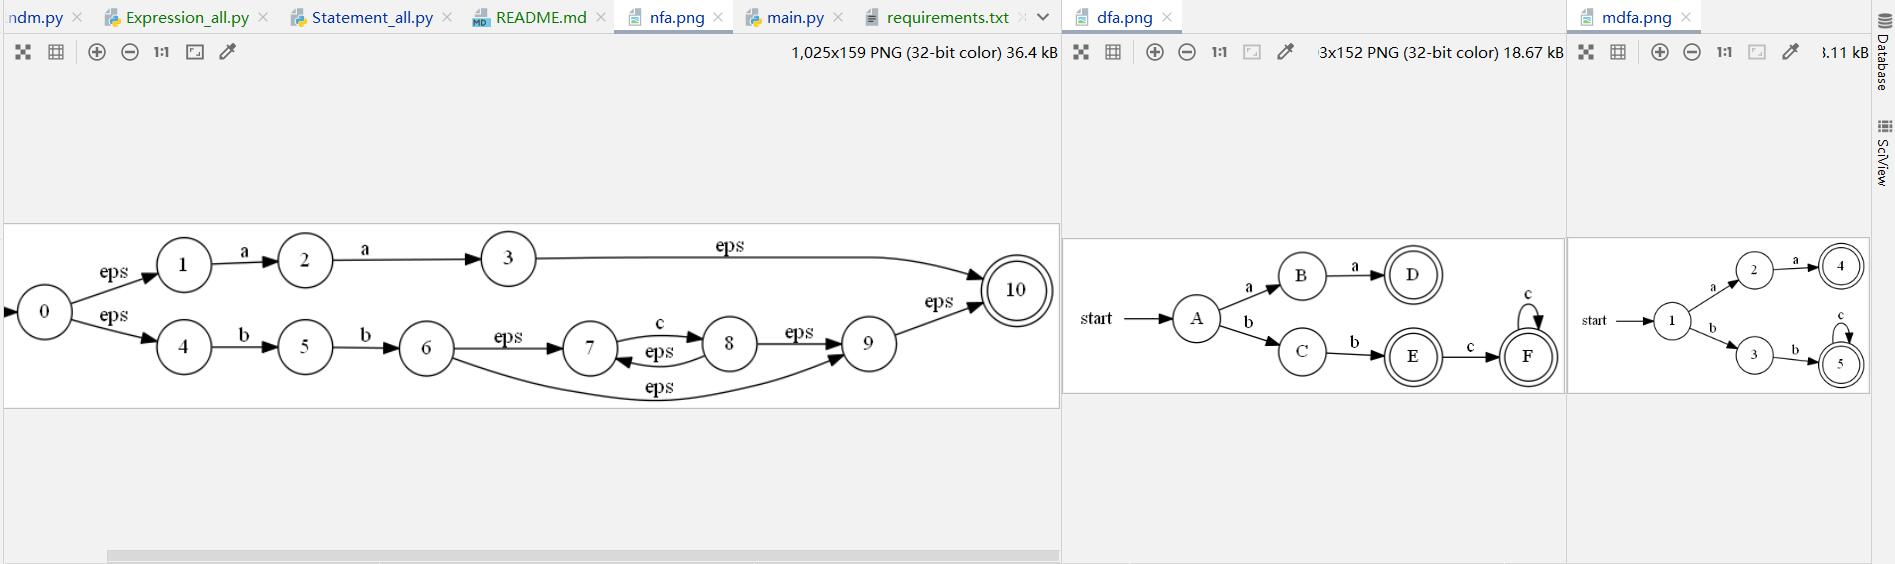 ndm.py Expression_all.py Statement_all.py README.md nfa.png main.py requirements.txt dfa.png mdfa.png
1:1 1,025x159 PNG (32-bit color) 36.4 kB 1:1 3x152 PNG (32-bit color) 18.67 kB 1:1 .11 kB
Database
SciView
eps a a eps
1 2 3
10
0
eps
eps
4 b 5 b 6 eps 7 c eps 8 eps 9
eps
start A a B a D
b C b E c F c
start 1 a 2 a 4
b 3 b 5 c